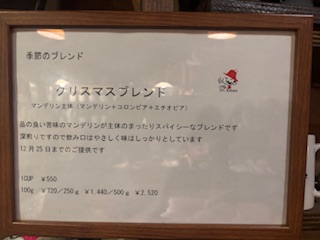 季節のブレンド
クリスマスブレンド
マンデリン主体（マンデリン＋コロンビア＋エチオピア）
品の良い苦味のマンデリンが主体のまったりスパイシーなブレンドです
深煎りですので飲み口はやさしく味はしっかりとしています
12月25日までのご提供です
1CUP ￥550
100g ￥720／250g ￥1,440／500g ￥2,520